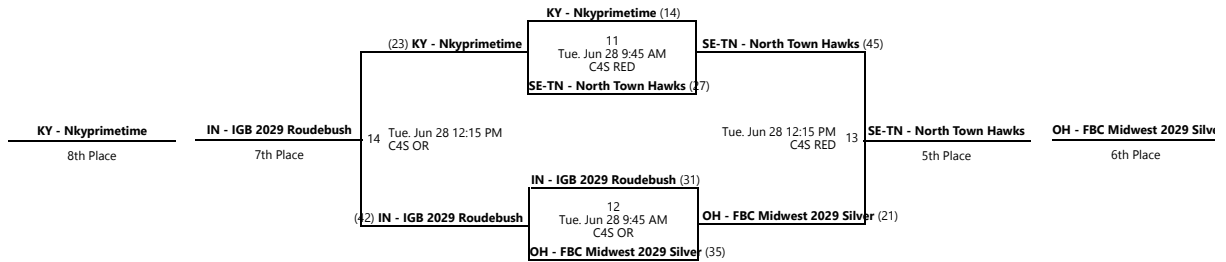 KY - Nkyprimetime (14)
(23) KY - Nkyprimetime
11
Tue. Jun 28 9:45 AM
C4S RED
SE-TN - North Town Hawks (45)
SE-TN - North Town Hawks (27)
KY - Nkyprimetime
8th Place
IN - IGB 2029 Roudebush
7th Place
14 Tue. Jun 28 12:15 PM
C4S OR
Tue. Jun 28 12:15 PM 13
C4S RED
SE-TN - North Town Hawks
5th Place
OH - FBC Midwest 2029 Silve
6th Place
IN - IGB 2029 Roudebush (31)
(42) IN - IGB 2029 Roudebush
12
Tue. Jun 28 9:45 AM
C4S OR
OH - FBC Midwest 2029 Silver (21)
OH - FBC Midwest 2029 Silver (35)